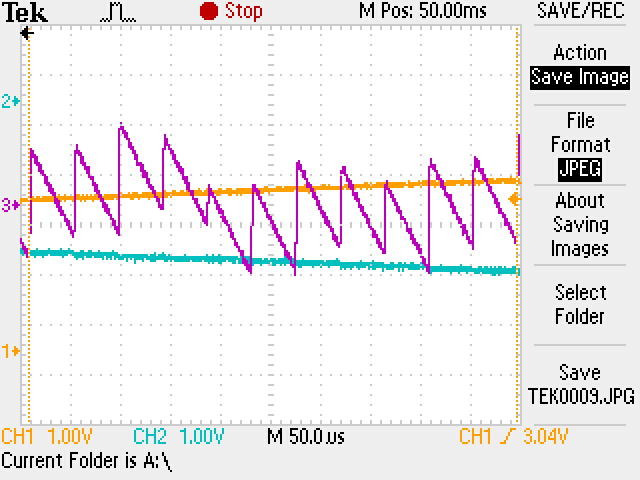 Tek Stop M Pos: 50.00ms SAVE/REC
Action
Save Image
File
Format
JPEG
About
Saving
Images
Select
Folder
Save
TEK0009.JPG
2
3
1
CH1 1.00V CH2 1.00V M 50.0µs CH1 3.04V
Current Folder is A:\